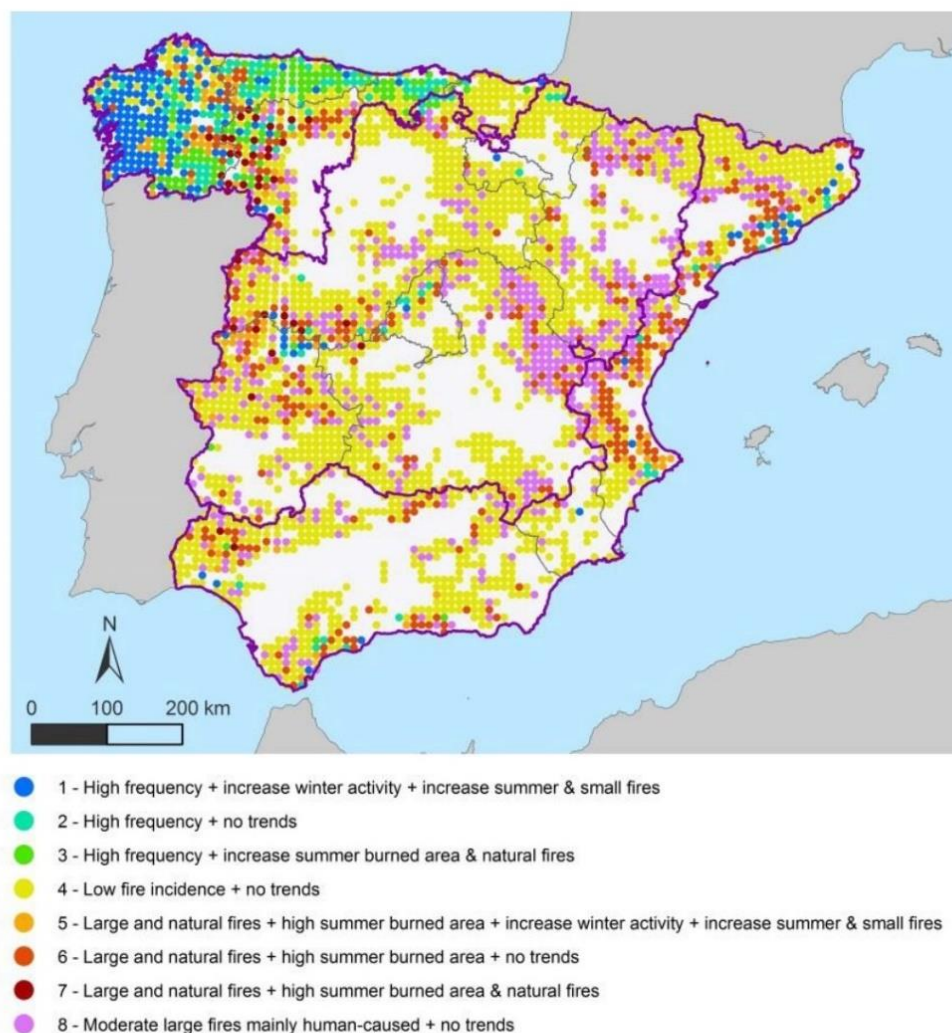 N
0 100 200 km
1 - High frequency + increase winter activity + increase summer & small fires
2 - High frequency + no trends
3 - High frequency + increase summer burned area & natural fires
4 - Low fire incidence + no trends
5 - Large and natural fires + high summer burned area + increase winter activity + increase summer & small fires
6 - Large and natural fires + high summer burned area + no trends
7 - Large and natural fires + high summer burned area & natural fires
8 - Moderate large fires mainly human-caused + no trends